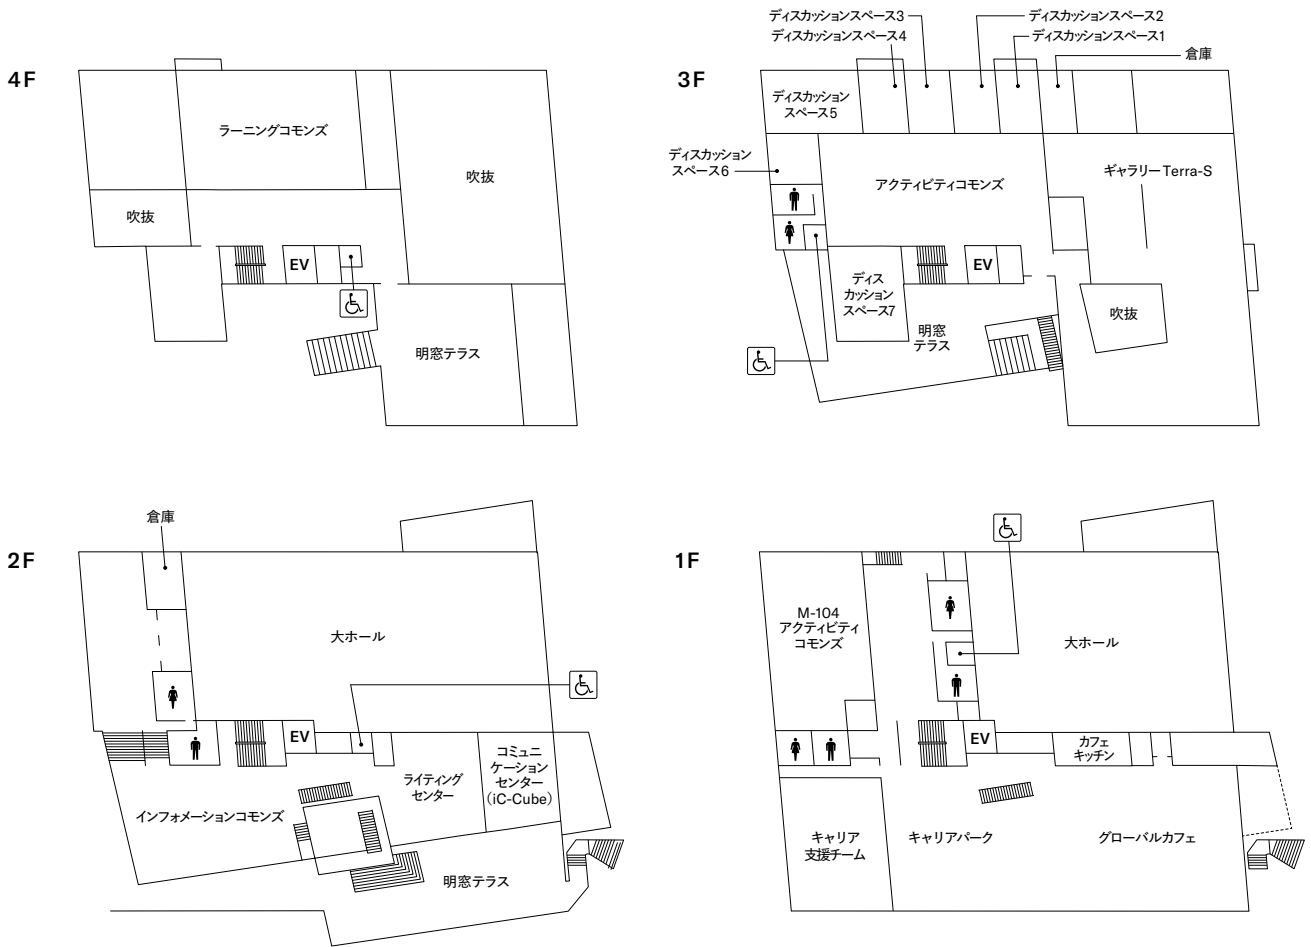 4F
ラーニングコモンズ
吹抜
吹抜
EV
明窓テラス
3F
ディスカッションスペース3
ディスカッションスペース4
ディスカッションスペース2
ディスカッションスペース1
倉庫
ディスカッション
スペース5
ディスカッション
スペース6
アクティビティコモンズ
ギャラリーTerra-S
EV
ディス
カッション
スペース7
明窓
テラス
吹抜
2F
倉庫
大ホール
EV
コミュニ
ケーション
センター
(iC-Cube)
ライティング
センター
インフォメーションコモンズ
明窓テラス
1F
M-104
アクティビティ
コモンズ
大ホール
EV
カフェ
キッチン
キャリア
支援チーム
キャリアパーク
グローバルカフェ